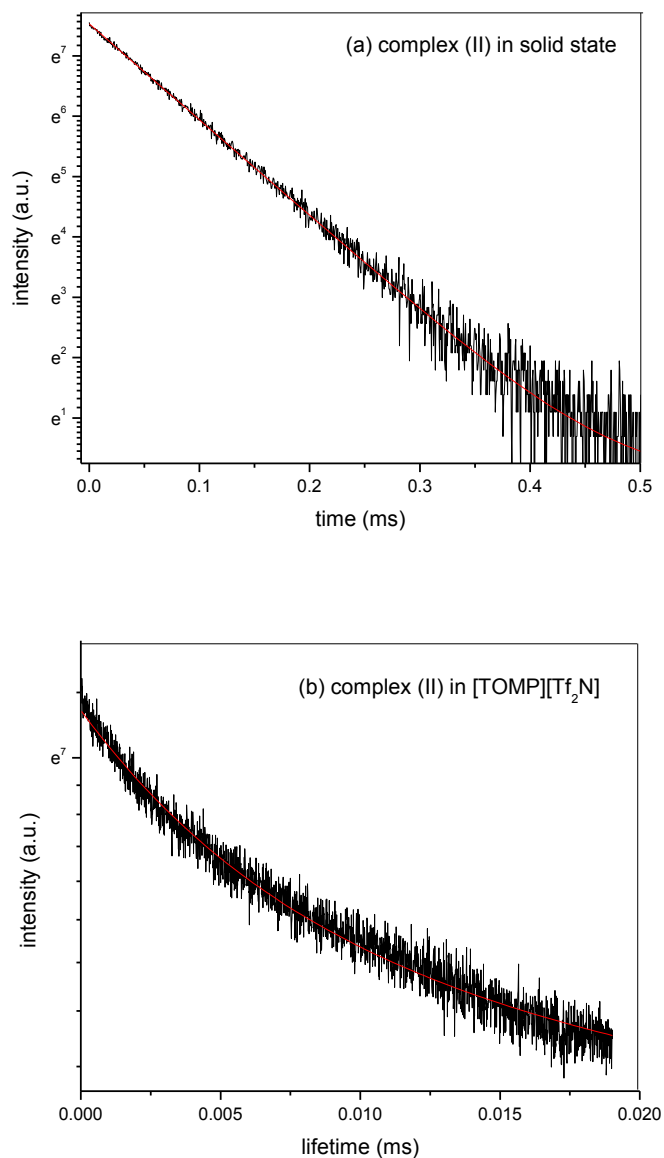 (a) complex (II) in solid state
e⁷
e⁶
e⁵
e⁴
e³
e²
e¹
intensity (a.u.)
0.0 0.1 0.2 0.3 0.4 0.5
time (ms)
(b) complex (II) in [TOMP][Tf₂N]
e⁷
intensity (a.u.)
0.000 0.005 0.010 0.015 0.020
lifetime (ms)